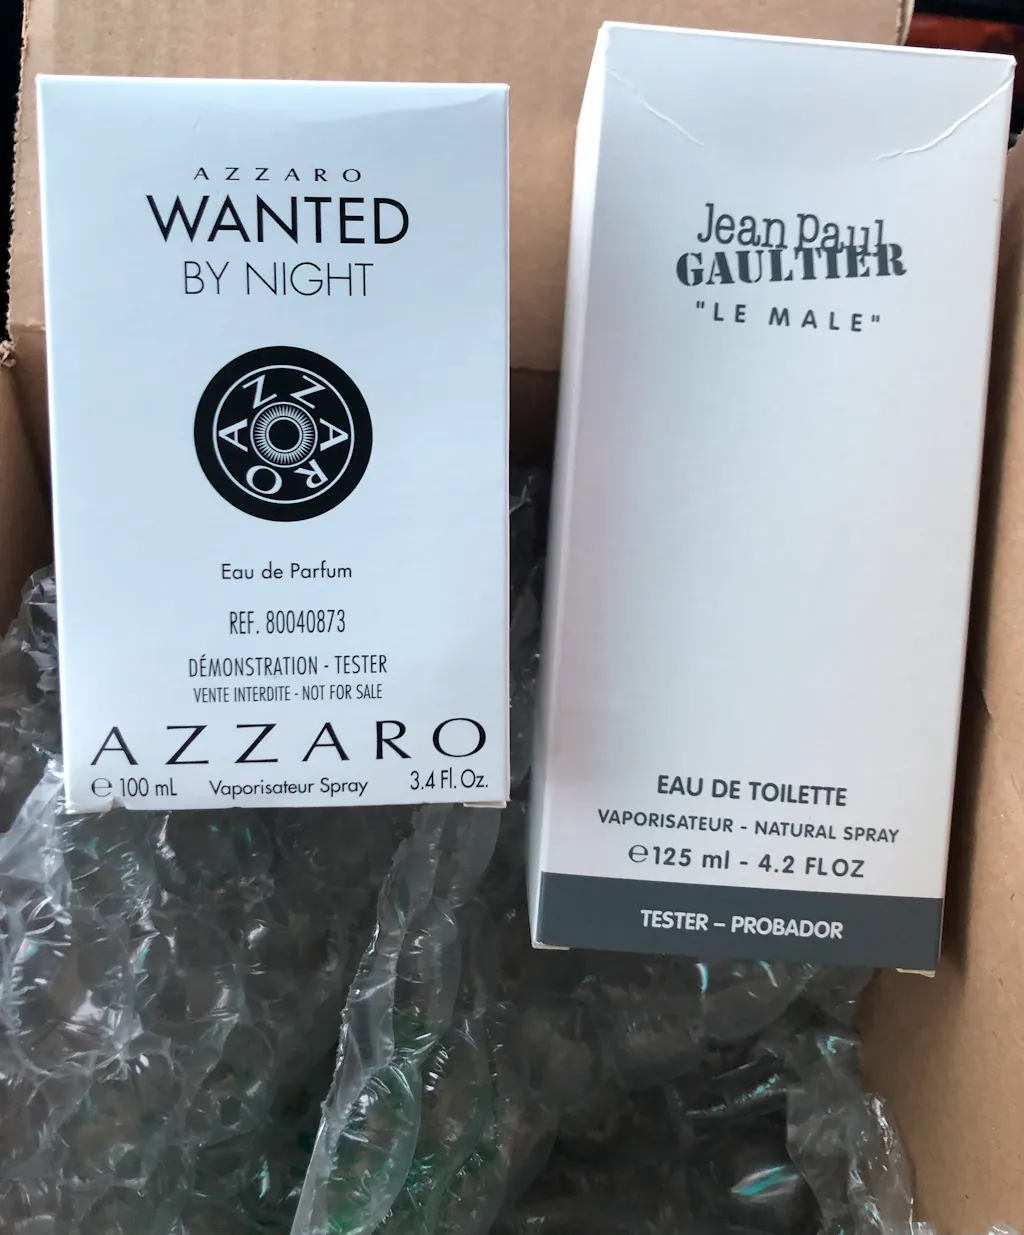 AZZARO
WANTED
BY NIGHT
AZZARO
Eau de Parfum
REF. 80040873
DÉMONSTRATION - TESTER
VENTE INTERDITE - NOT FOR SALE
AZZARO
℮ 100 mL Vaporisateur Spray 3.4 Fl. Oz.
Jean Paul
GAULTIER
"LE MALE"
EAU DE TOILETTE
VAPORISATEUR - NATURAL SPRAY
℮125 ml - 4.2 FLOZ
TESTER – PROBADOR